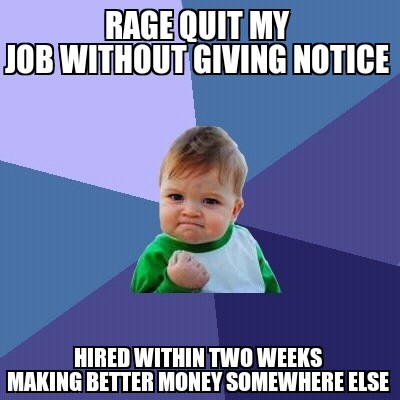 RAGE QUIT MY
JOB WITHOUT GIVING NOTICE
HIRED WITHIN TWO WEEKS
MAKING BETTER MONEY SOMEWHERE ELSE